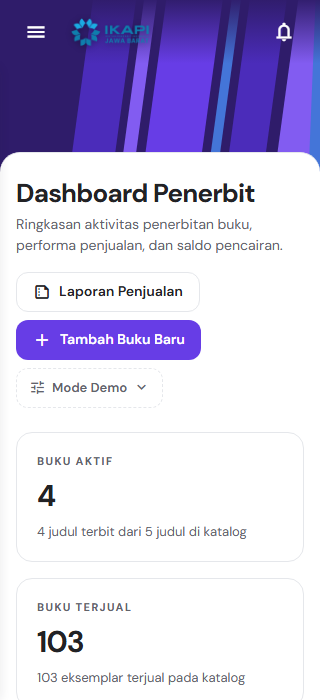 IKAPI
JAWA BARAT
Dashboard Penerbit
Ringkasan aktivitas penerbitan buku,
performa penjualan, dan saldo pencairan.
Laporan Penjualan
Tambah Buku Baru
Mode Demo
BUKU AKTIF
4
4 judul terbit dari 5 judul di katalog
BUKU TERJUAL
103
103 eksemplar terjual pada katalog